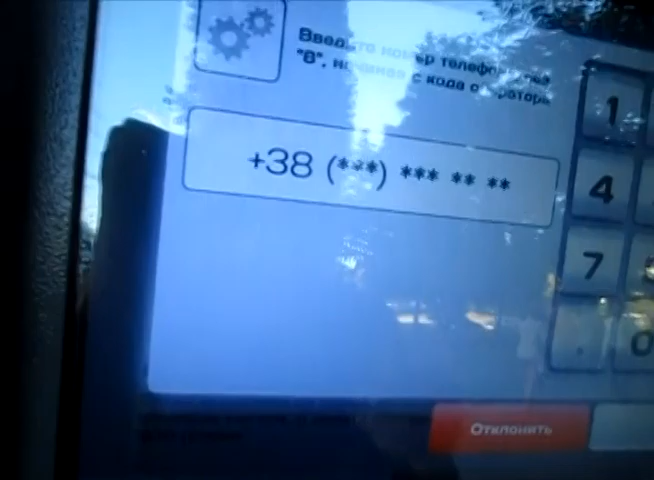 Введите номер телефона без
"8", начиная с кода оператора
+38 (***) *** ** **
1
4
7
.
0
Отклонить